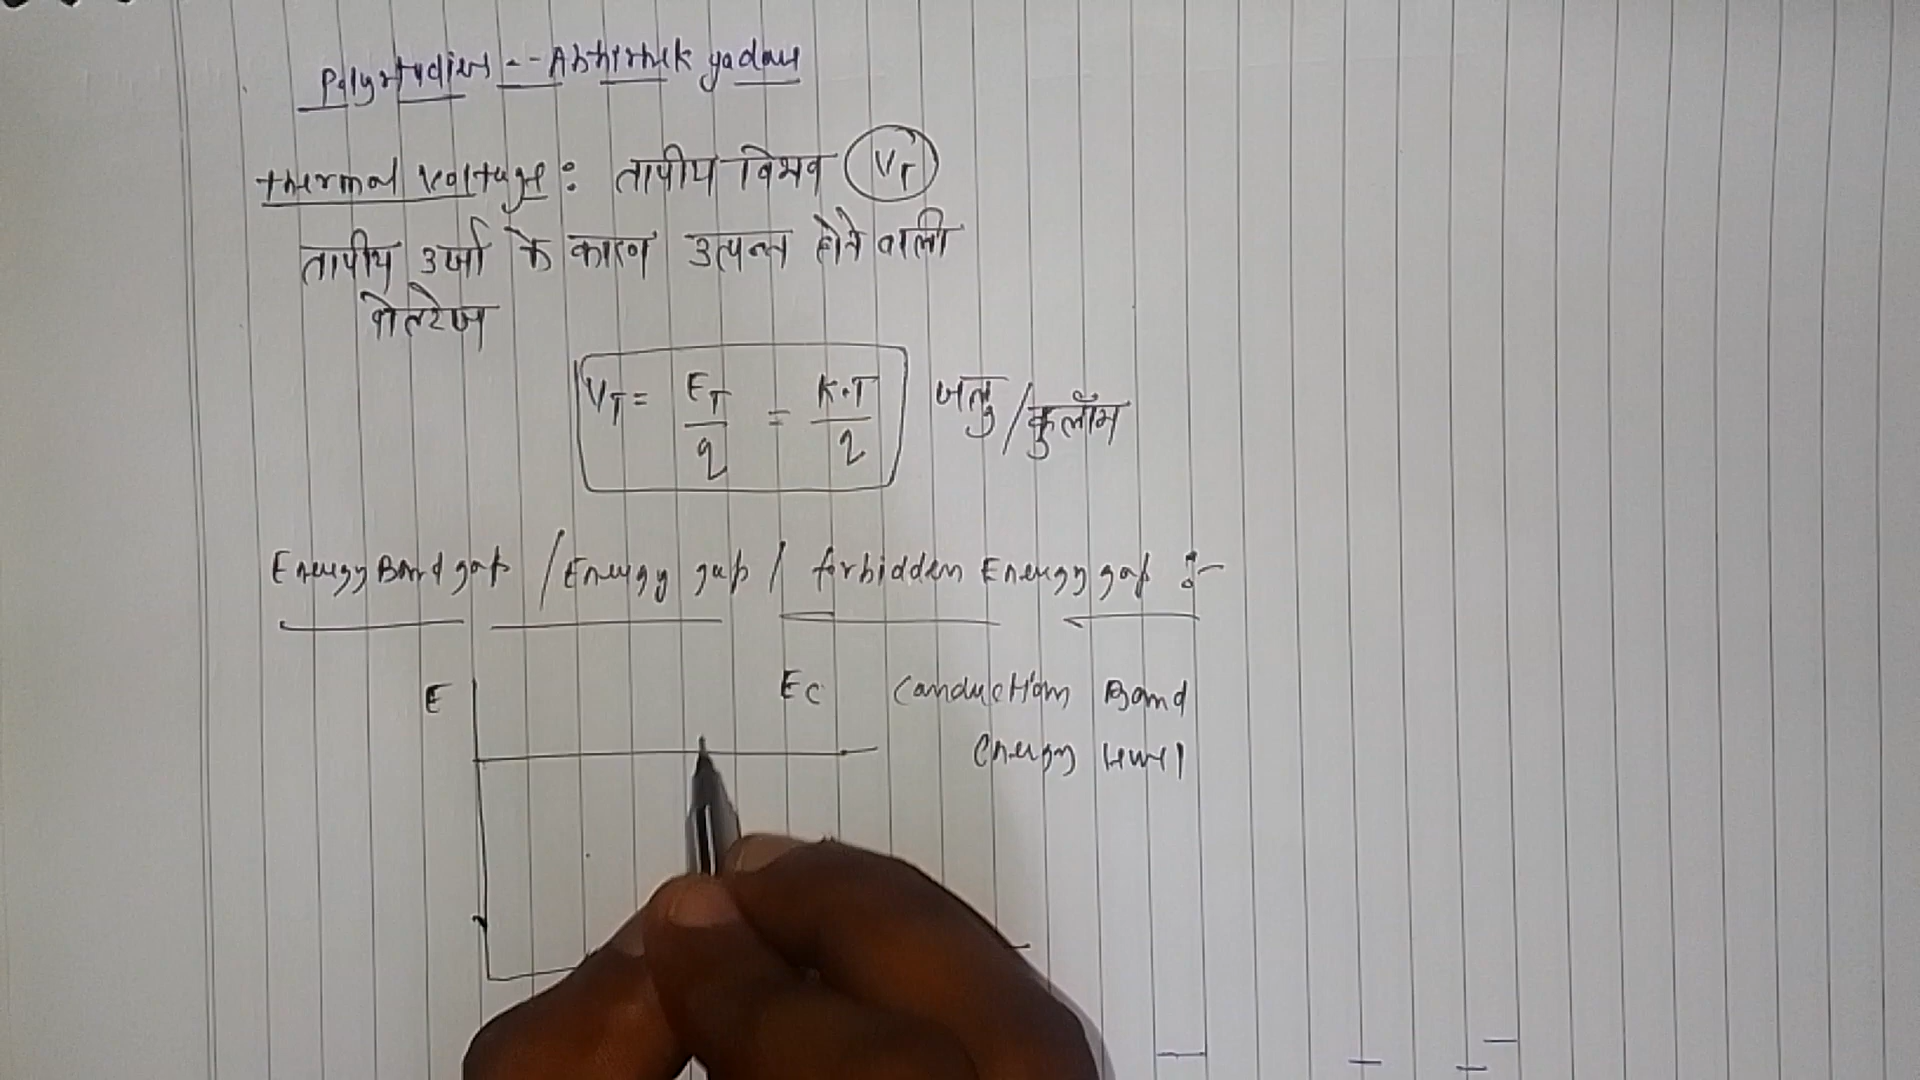 Polystudies -- Abhishek yadav
thermal voltage : तापीय विभव VT
तापीय उर्जा के कारण उत्पन्न होने वाली
वोल्टेज
VT = ET/q = K.T/q जूल/कुलॉम
Energy Band gap / Energy gap / forbidden Energy gap :-
E EC Conduction Band
Energy level